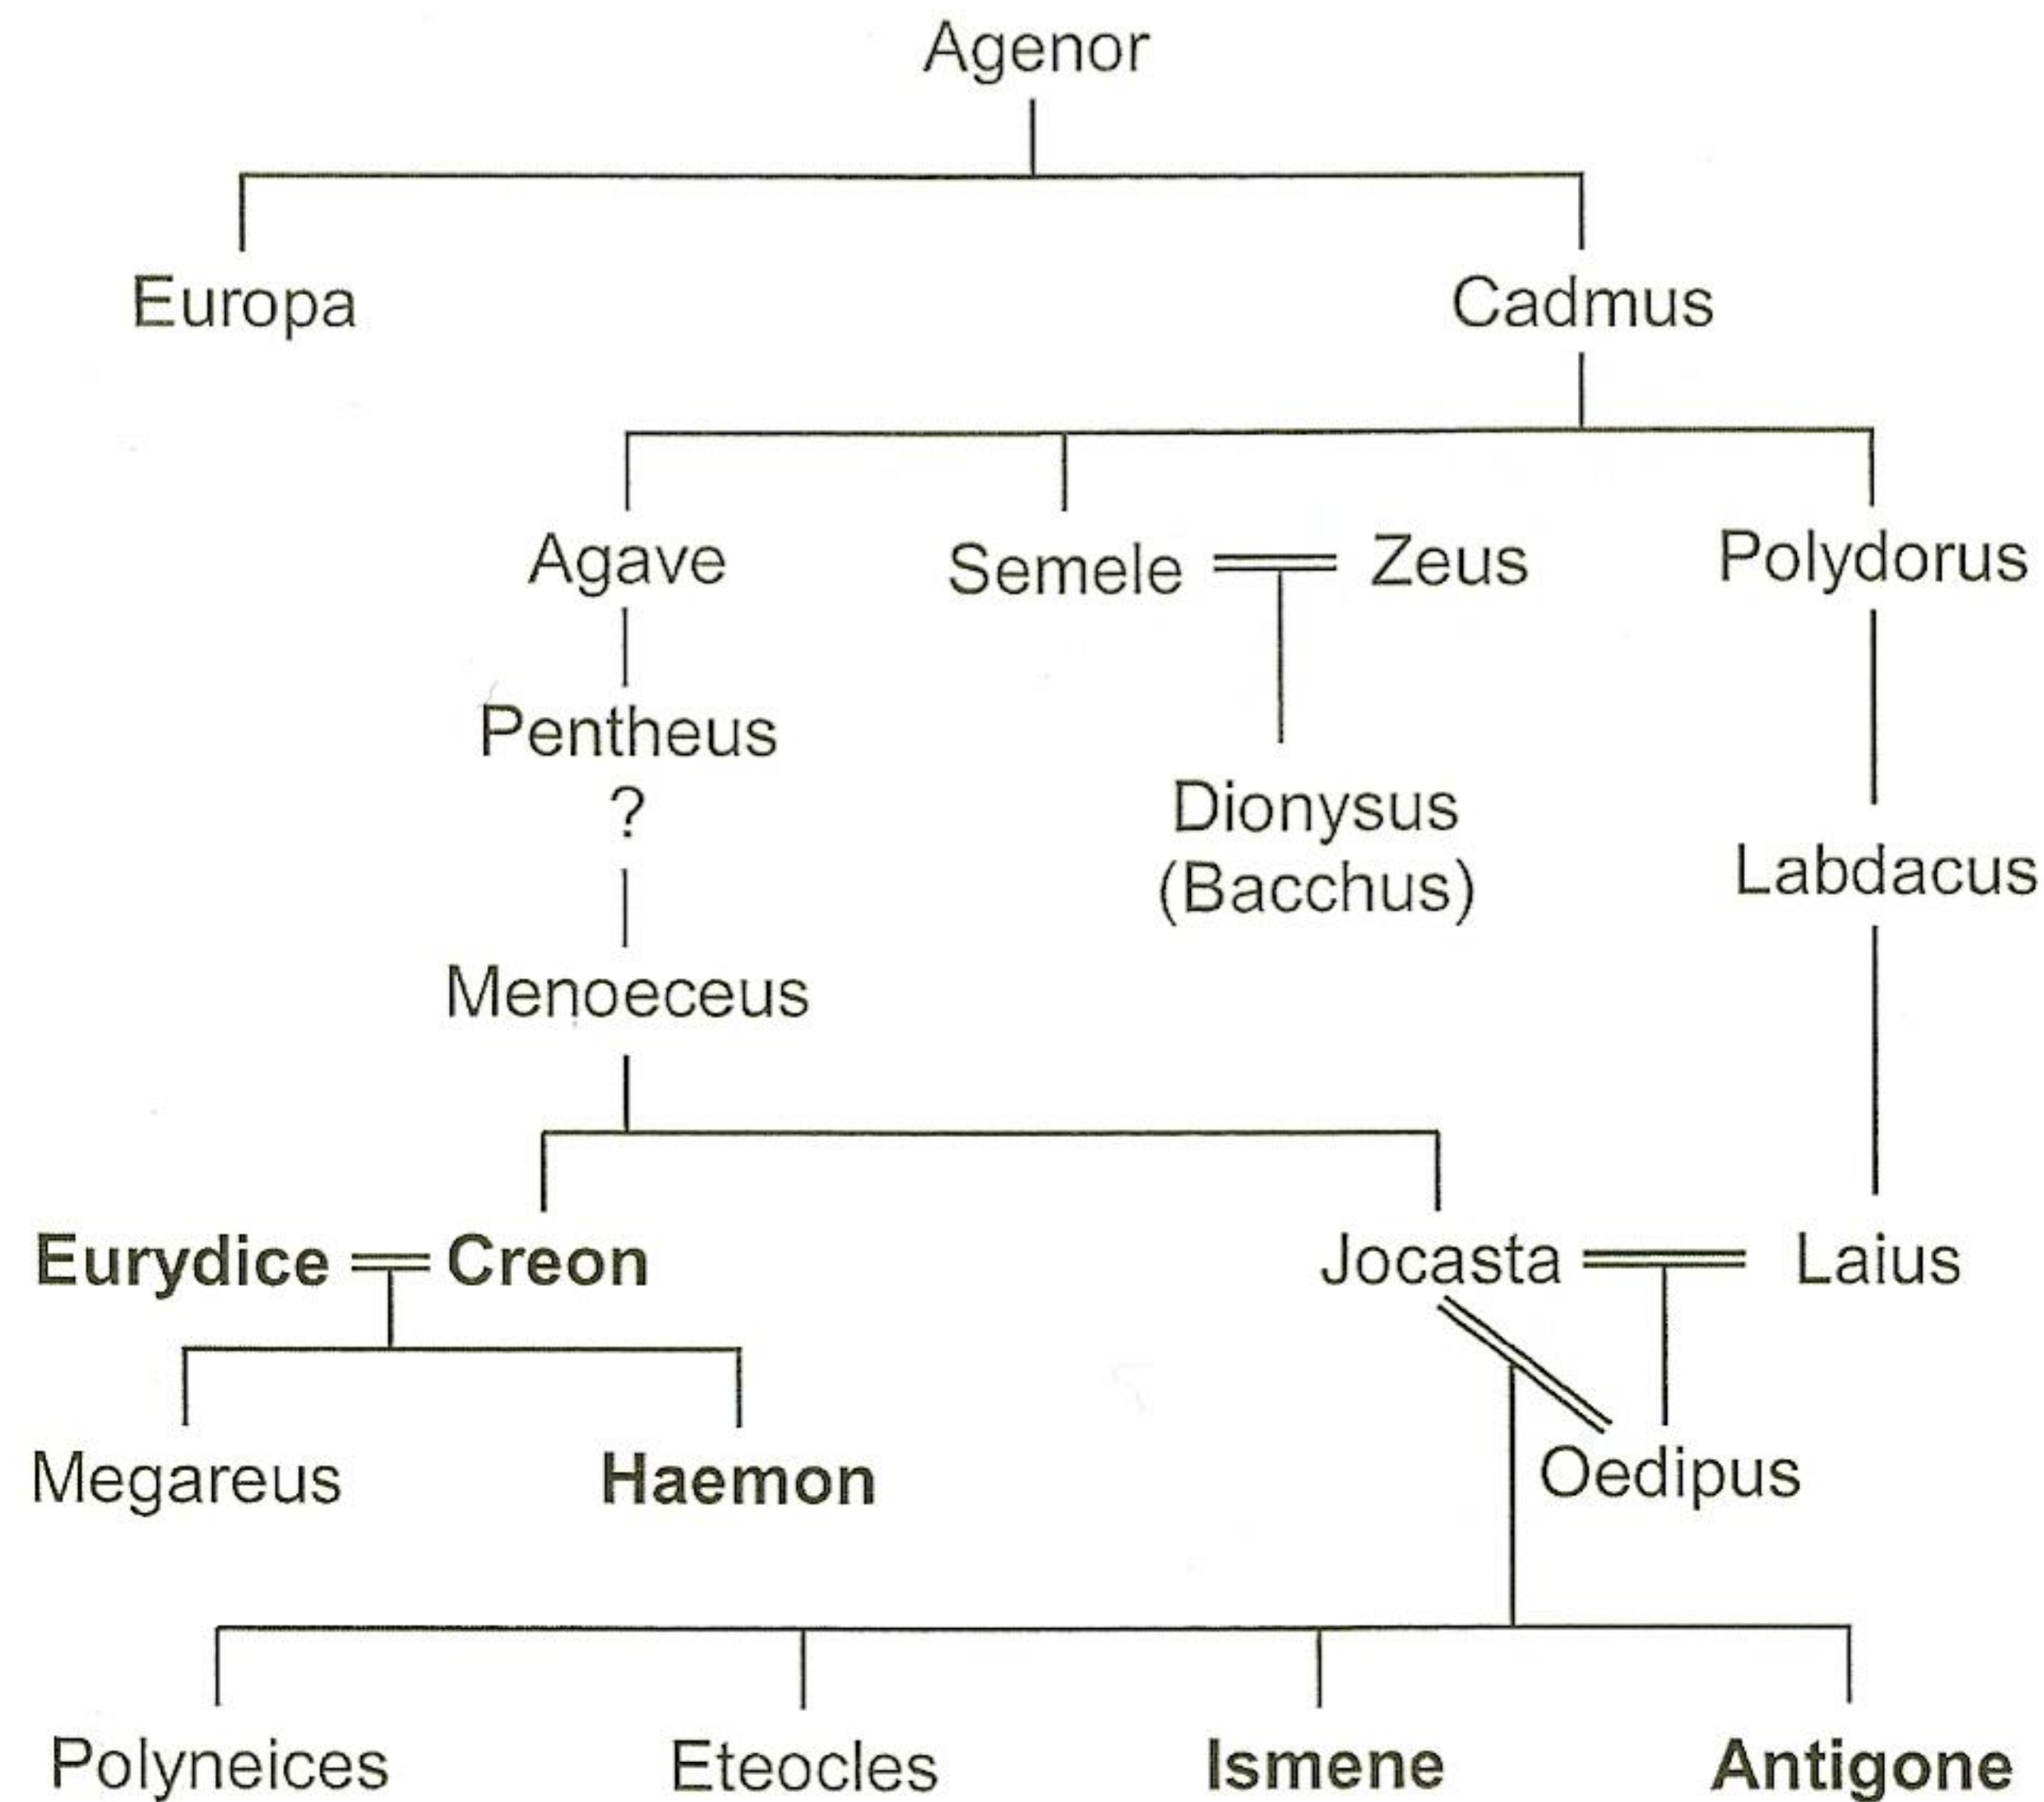 Agenor
Europa
Cadmus
Agave
Semele
Zeus
Polydorus
Pentheus
?
Dionysus
(Bacchus)
Labdacus
Menoeceus
Eurydice
Creon
Jocasta
Laius
Megareus
Haemon
Oedipus
Polyneices
Eteocles
Ismene
Antigone